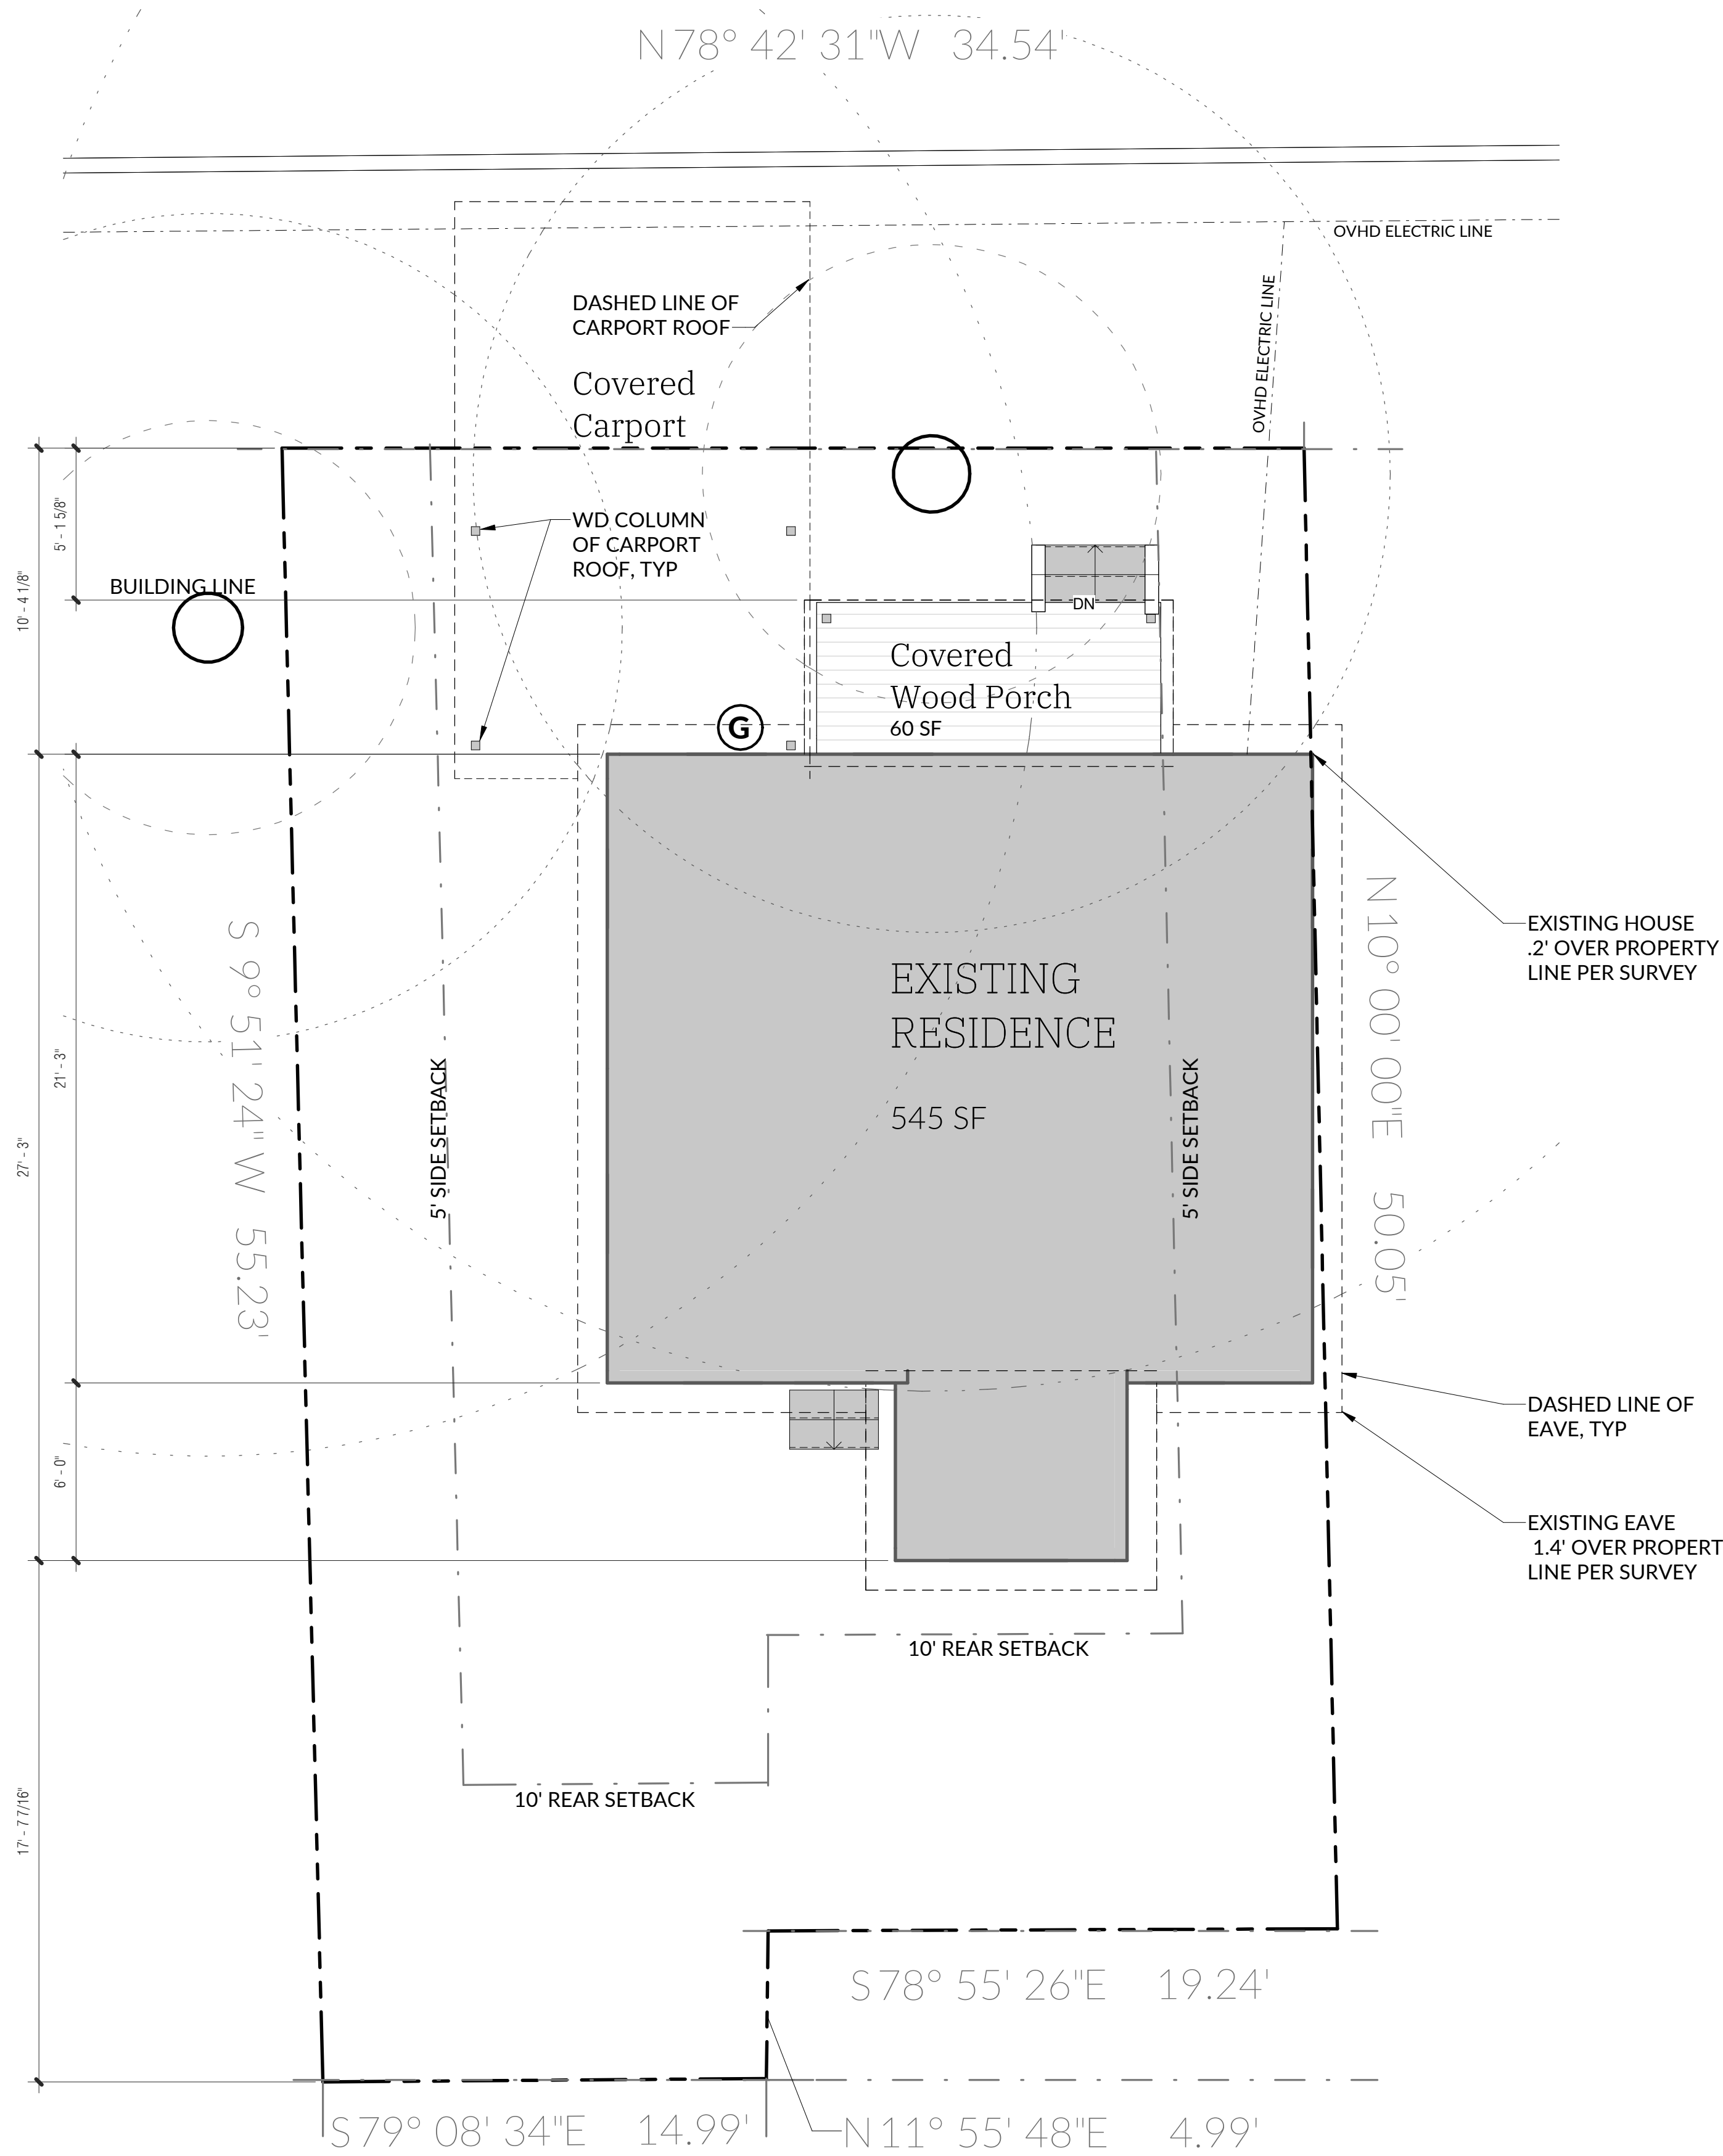 N 78° 42' 31"W 34.54'
OVHD ELECTRIC LINE
OVHD ELECTRIC LINE
DASHED LINE OF
CARPORT ROOF
Covered
Carport
5' - 1 5/8"
10' - 4 1/8"
WD COLUMN
OF CARPORT
ROOF, TYP
BUILDING LINE
DN
Covered
Wood Porch
60 SF
G
EXISTING HOUSE
.2' OVER PROPERTY
LINE PER SURVEY
S 9° 51' 24" W 55.23'
N 10° 00' 00"E 50.05'
EXISTING
RESIDENCE
545 SF
21' - 3"
27' - 3"
5' SIDE SETBACK
5' SIDE SETBACK
DASHED LINE OF
EAVE, TYP
6' - 0"
EXISTING EAVE
1.4' OVER PROPERT
LINE PER SURVEY
10' REAR SETBACK
10' REAR SETBACK
17' - 7 7/16"
S 78° 55' 26"E 19.24'
S 79° 08' 34"E 14.99'
N 11° 55' 48"E 4.99'